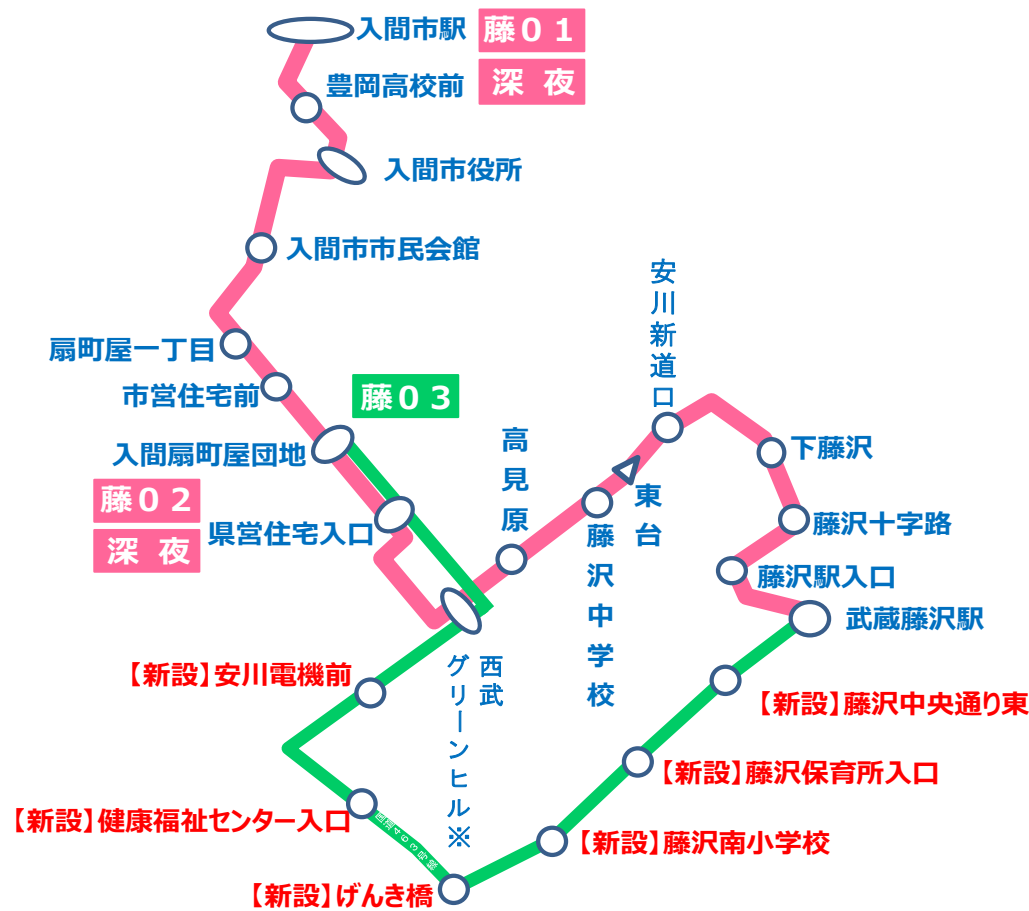 入間市駅
藤０１
深 夜
豊岡高校前
入間市役所
入間市市民会館
扇町屋一丁目
市営住宅前
藤０３
入間扇町屋団地
藤０２
深 夜
県営住宅入口
高見原
安川新道口
東台
藤沢中学校
下藤沢
藤沢十字路
藤沢駅入口
武蔵藤沢駅
西武
グリーンヒル※
【新設】安川電機前
【新設】藤沢中央通り東
【新設】藤沢保育所入口
【新設】健康福祉センター入口
国道４６３号線
【新設】藤沢南小学校
【新設】げんき橋